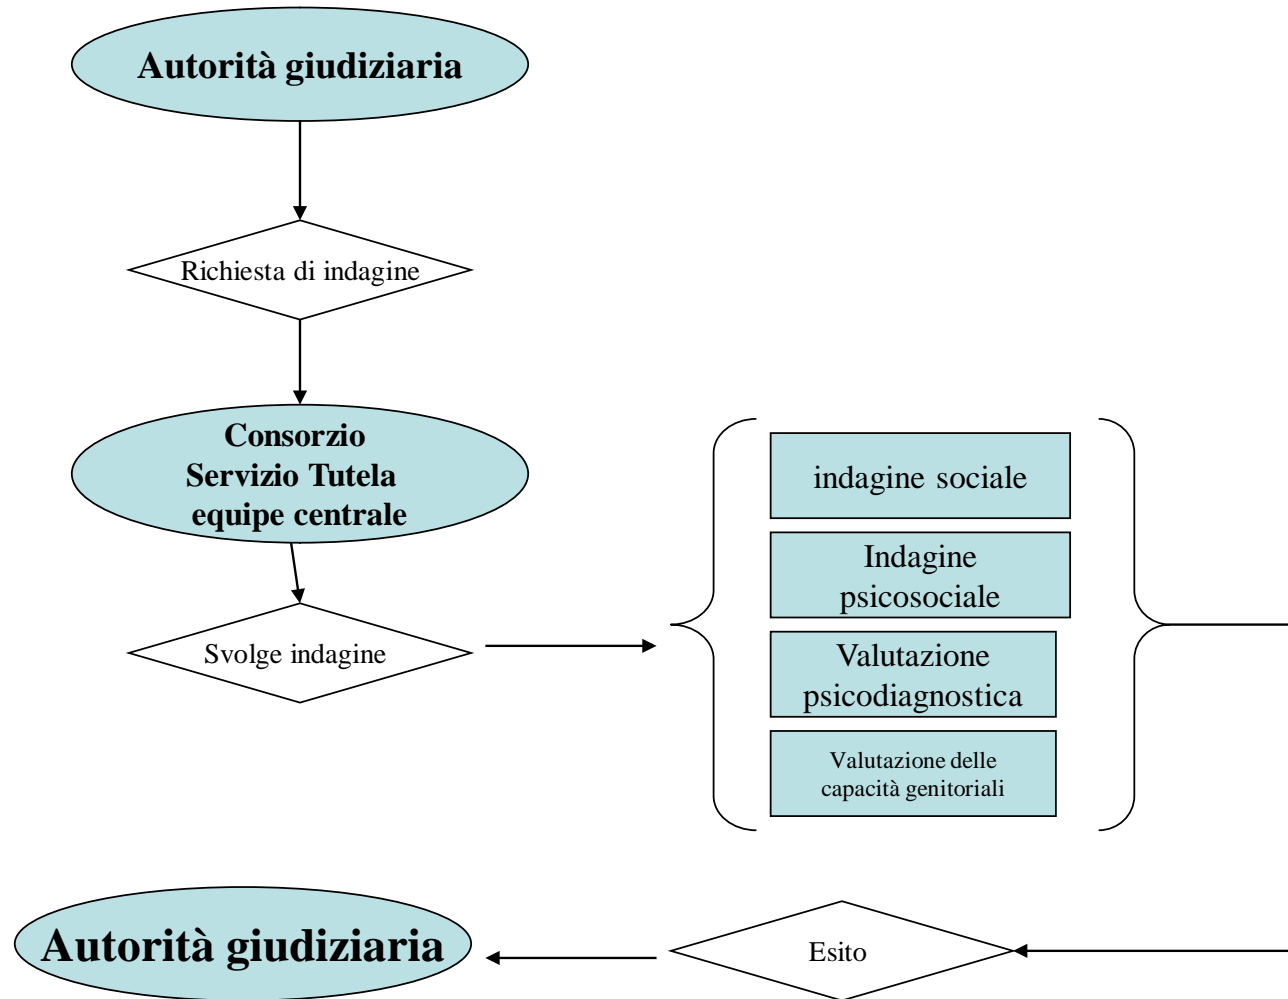 Autorità giudiziaria
Richiesta di indagine
Consorzio
Servizio Tutela
equipe centrale
Svolge indagine
indagine sociale
Indagine
psicosociale
Valutazione
psicodiagnostica
Valutazione delle
capacità genitoriali
Autorità giudiziaria
Esito